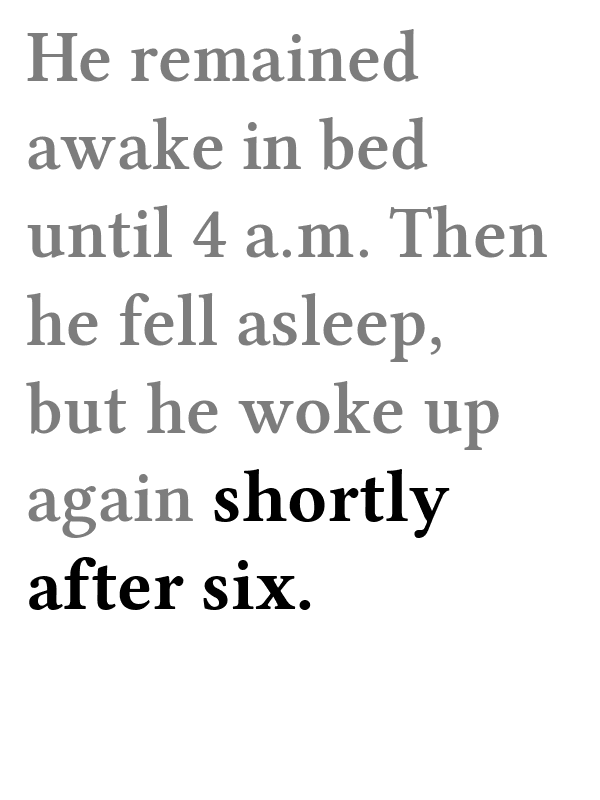 He remained
awake in bed
until 4 a.m. Then
he fell asleep,
but he woke up
again shortly
after six.